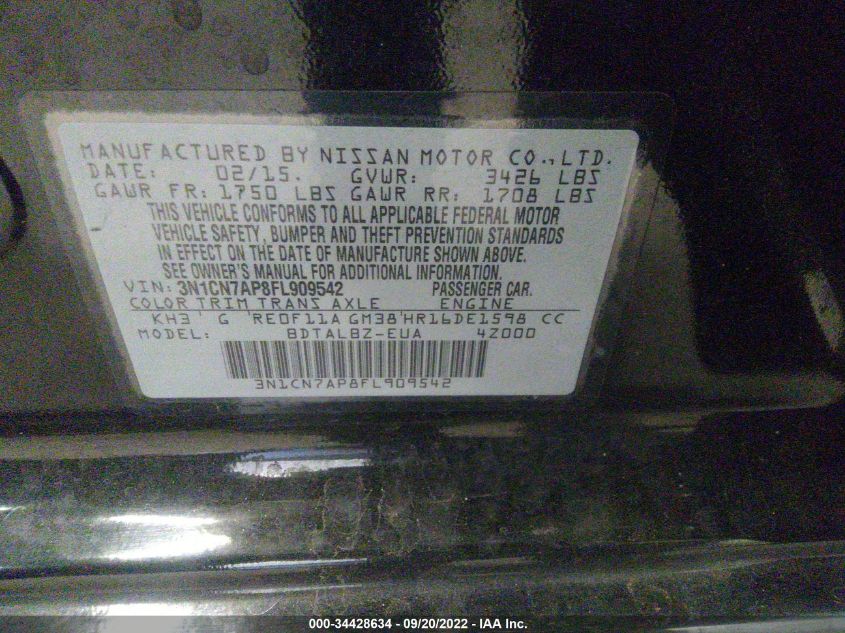 MANUFACTURED BY NISSAN MOTOR CO.,LTD.
DATE: 02/15. GVWR: 3426 LBS
GAWR FR: 1750 LBS GAWR RR: 1708 LBS
THIS VEHICLE CONFORMS TO ALL APPLICABLE FEDERAL MOTOR
VEHICLE SAFETY, BUMPER AND THEFT PREVENTION STANDARDS
IN EFFECT ON THE DATE OF MANUFACTURE SHOWN ABOVE.
SEE OWNER'S MANUAL FOR ADDITIONAL INFORMATION.
VIN: 3N1CN7AP8FL909542 PASSENGER CAR.
COLOR TRIM TRANS AXLE ENGINE
KH3 ' G 'RE0F11A GM38'HR16DE1598 CC
MODEL: BDTALBZ-EUA 4Z000
3N1CN7AP8FL909542
000-34428634 - 09/20/2022 - IAA Inc.